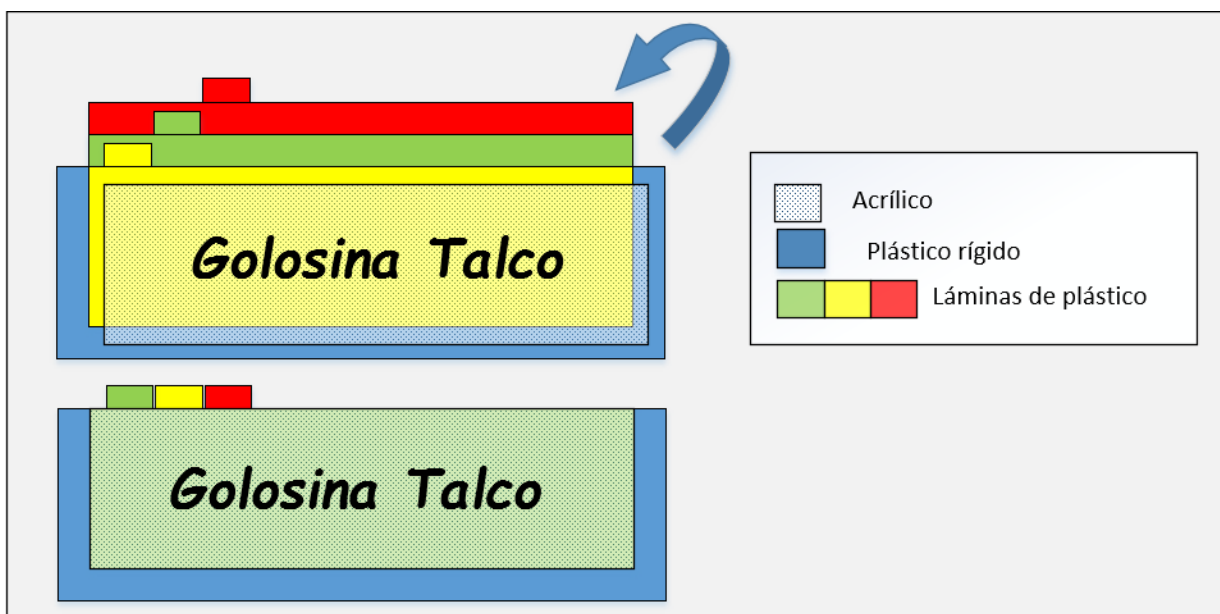 Golosina Talco
Acrílico
Plástico rígido
Láminas de plástico
Golosina Talco